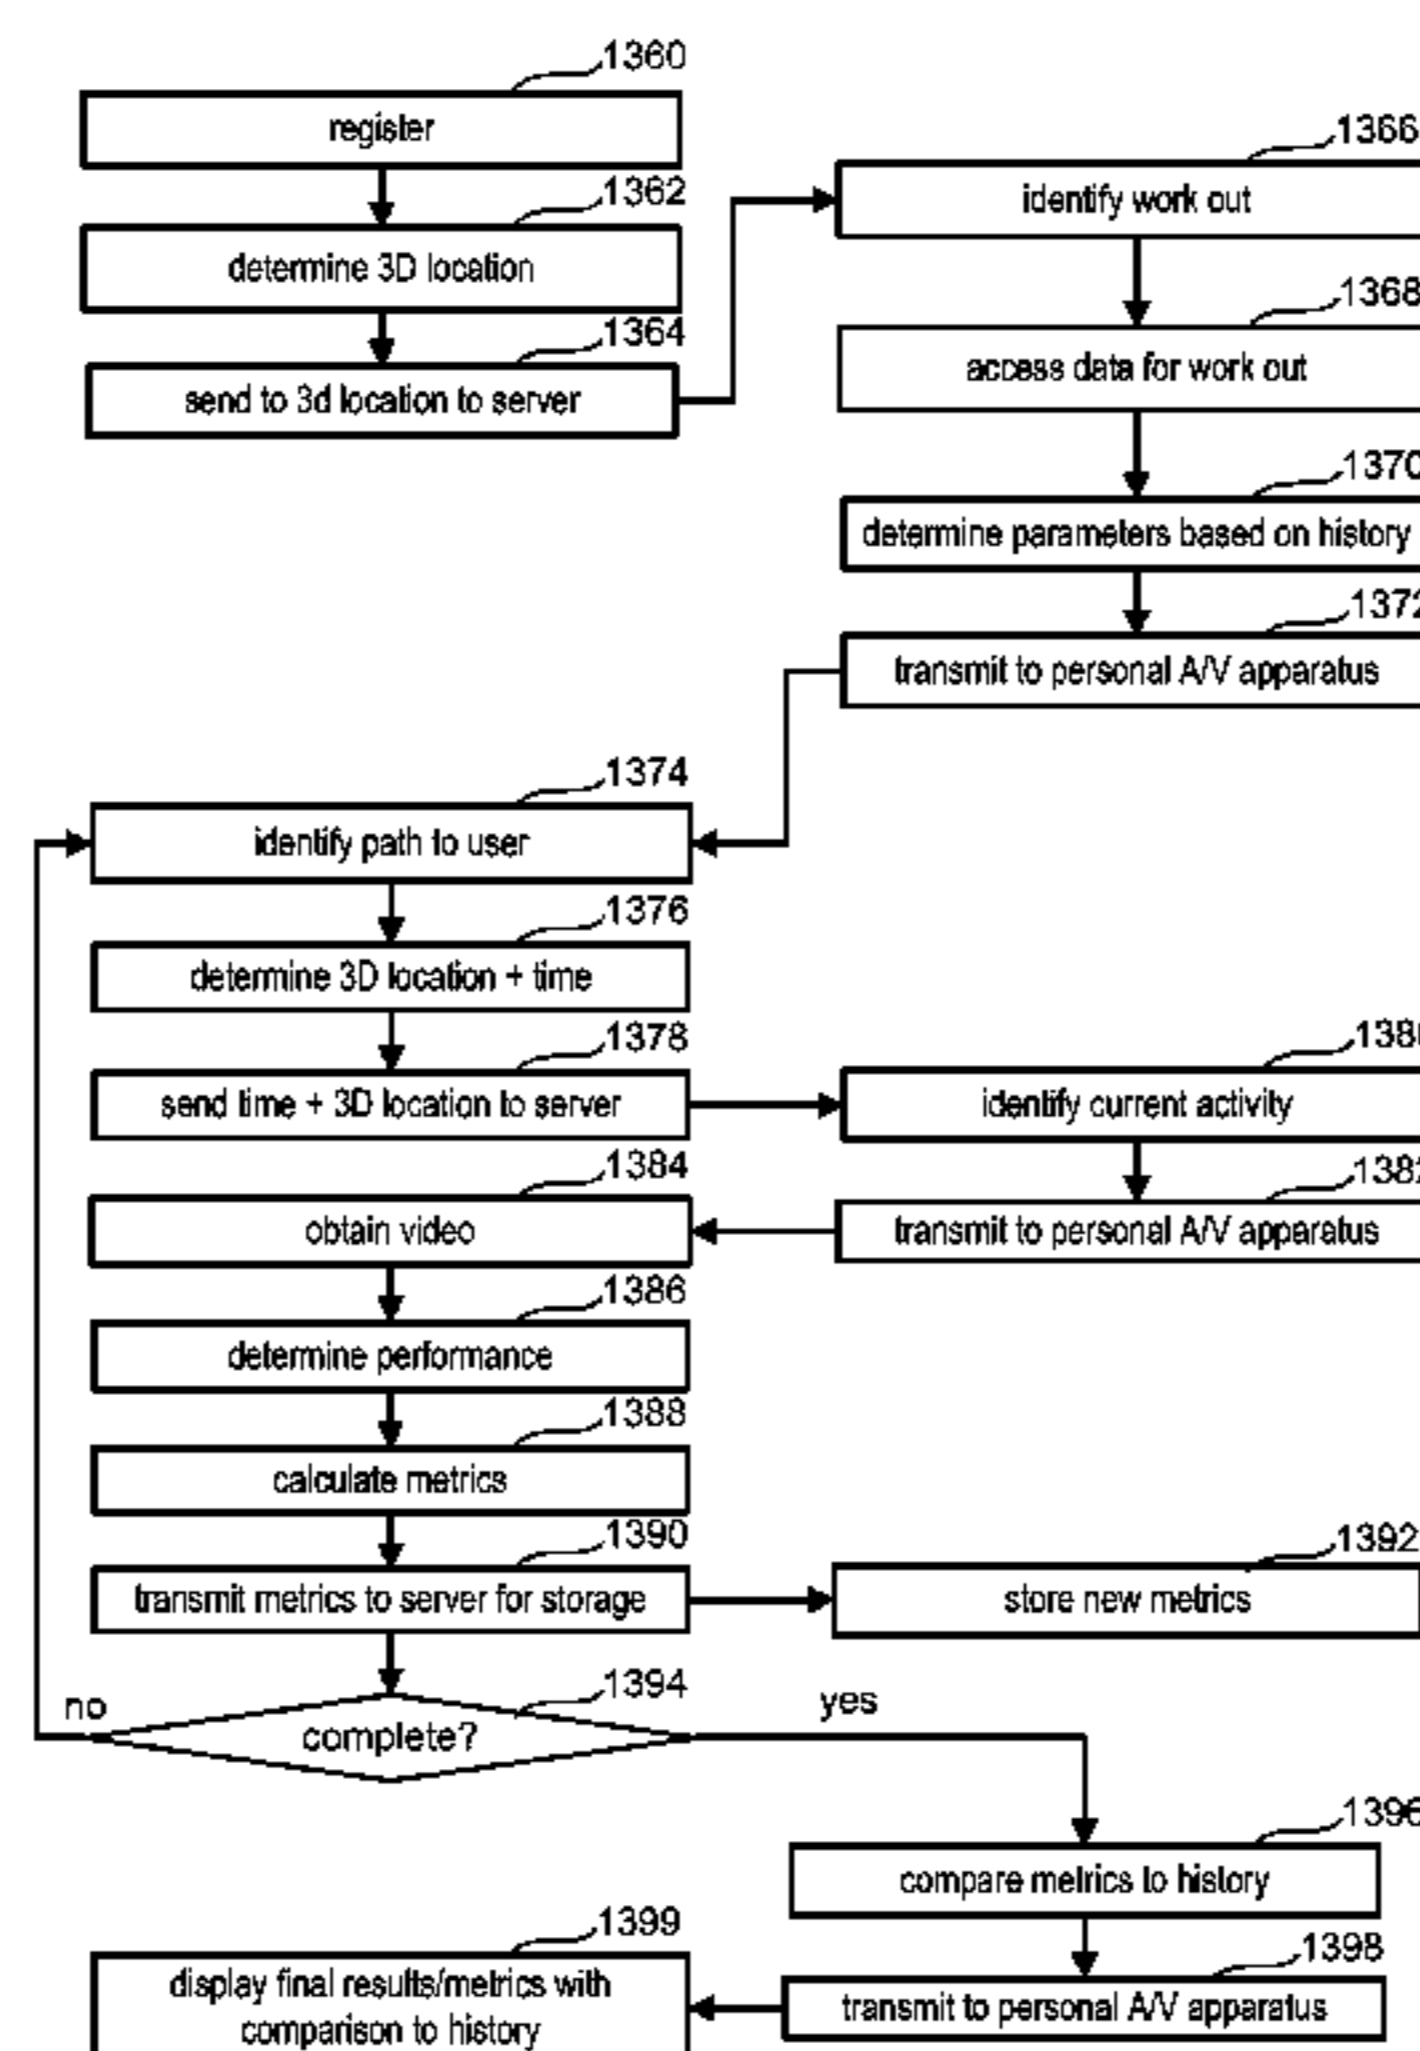 1360
register
1362
determine 3D location
1364
send to 3d location to server
1366
identify work out
1368
access data for work out
1370
determine parameters based on history
1372
transmit to personal A/V apparatus
1374
identify path to user
1376
determine 3D location + time
1378
send time + 3D location to server
identify current activity
1382
transmit to personal A/V apparatus
1384
obtain video
1386
determine performance
1388
calculate metrics
1390
transmit metrics to server for storage
1392
store new metrics
1394
complete?
no
yes
1396
compare metrics to history
1398
transmit to personal A/V apparatus
1399
display final results/metrics with
comparison to history